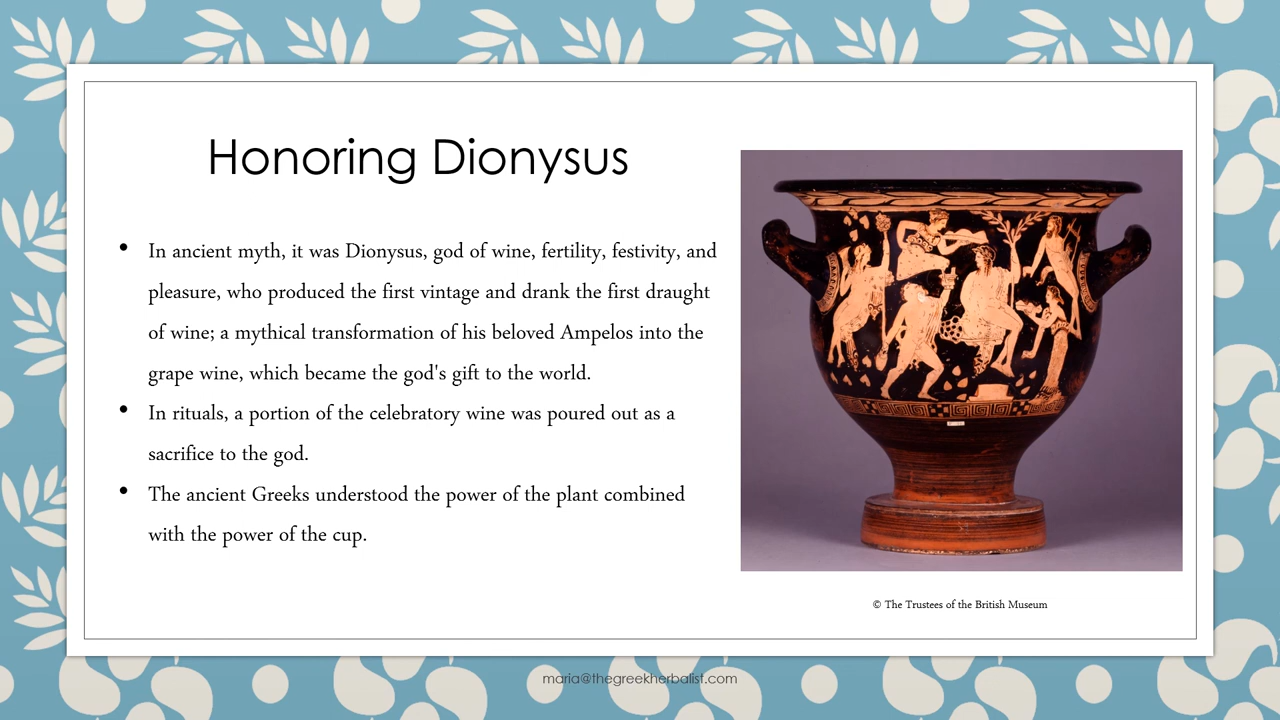 Honoring Dionysus
• In ancient myth, it was Dionysus, god of wine, fertility, festivity, and
pleasure, who produced the first vintage and drank the first draught
of wine; a mythical transformation of his beloved Ampelos into the
grape wine, which became the god's gift to the world.
• In rituals, a portion of the celebratory wine was poured out as a
sacrifice to the god.
• The ancient Greeks understood the power of the plant combined
with the power of the cup.
© The Trustees of the British Museum
maria@thegreekherbalist.com